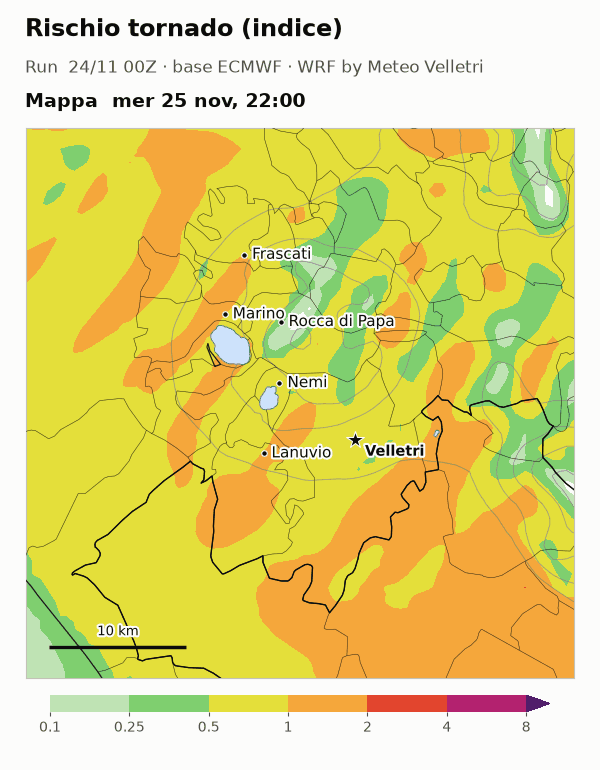 Rischio tornado (indice)
Run  24/11 00Z · base ECMWF · WRF by Meteo Velletri
Mappa  mer 25 nov, 22:00
Frascati
Marino
Rocca di Papa
Nemi
Velletri
Lanuvio
10 km
0.1 0.25 0.5 1 2 4 8